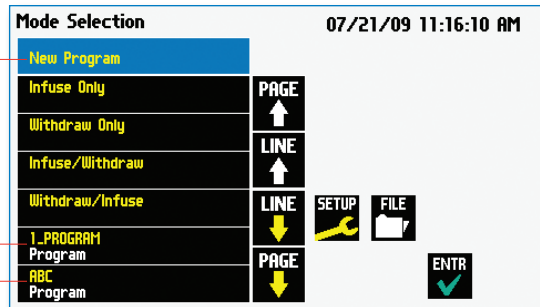 Mode Selection 07/21/09 11:16:10 AM
New Program
Infuse Only
PAGE
Withdraw Only
LINE
Infuse/Withdraw
Withdraw/Infuse
LINE SETUP FILE
1_PROGRAM
Program
PAGE ENTR
ABC
Program